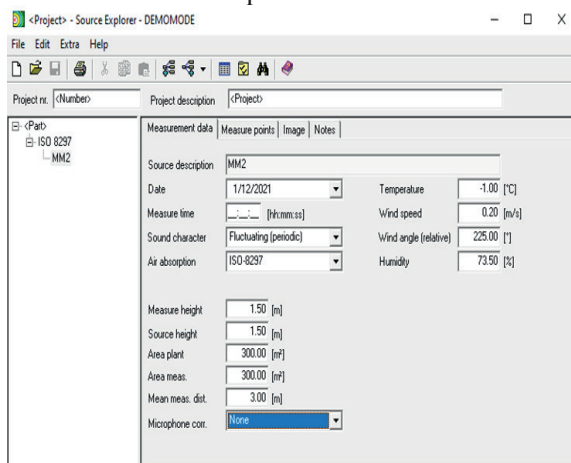 <Project> - Source Explorer - DEMOMODE
File Edit Extra Help
Project nr. <Number> Project description <Project>
<Part>
ISO 8297
MM2
Measurement data Measure points Image Notes
Source description MM2
Date 1/12/2021 Temperature -1.00 [°C]
Measure time __:__:__ [hh:mm:ss] Wind speed 0.20 [m/s]
Sound character Fluctuating (periodic) Wind angle (relative) 225.00 [°]
Air absorption ISO-8297 Humidity 73.50 [%]
Measure height 1.50 [m]
Source height 1.50 [m]
Area plant 300.00 [m²]
Area meas. 300.00 [m²]
Mean meas. dist. 3.00 [m]
Microphone corr. None